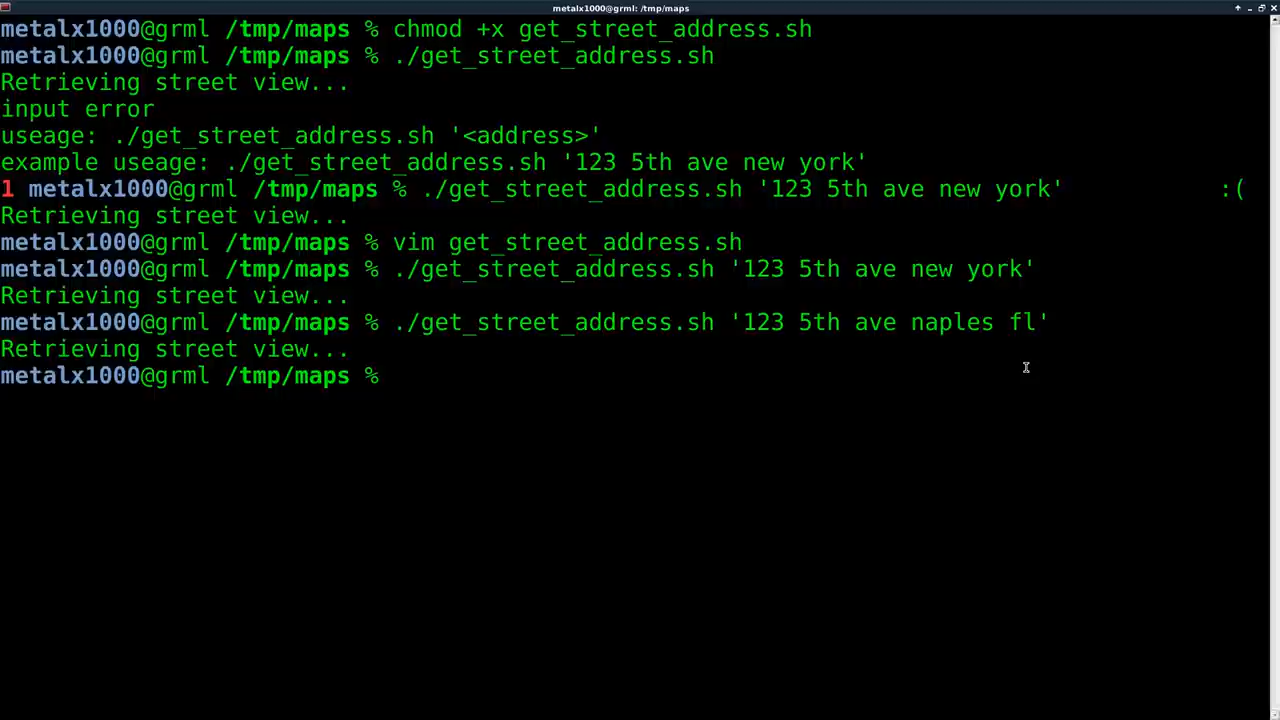 metalx1000@grml: /tmp/maps
metalx1000@grml /tmp/maps % chmod +x get_street_address.sh
metalx1000@grml /tmp/maps % ./get_street_address.sh
Retrieving street view...
input error
useage: ./get_street_address.sh '<address>'
example useage: ./get_street_address.sh '123 5th ave new york'
1 metalx1000@grml /tmp/maps % ./get_street_address.sh '123 5th ave new york' :(
Retrieving street view...
metalx1000@grml /tmp/maps % vim get_street_address.sh
metalx1000@grml /tmp/maps % ./get_street_address.sh '123 5th ave new york'
Retrieving street view...
metalx1000@grml /tmp/maps % ./get_street_address.sh '123 5th ave naples fl'
Retrieving street view...
metalx1000@grml /tmp/maps %